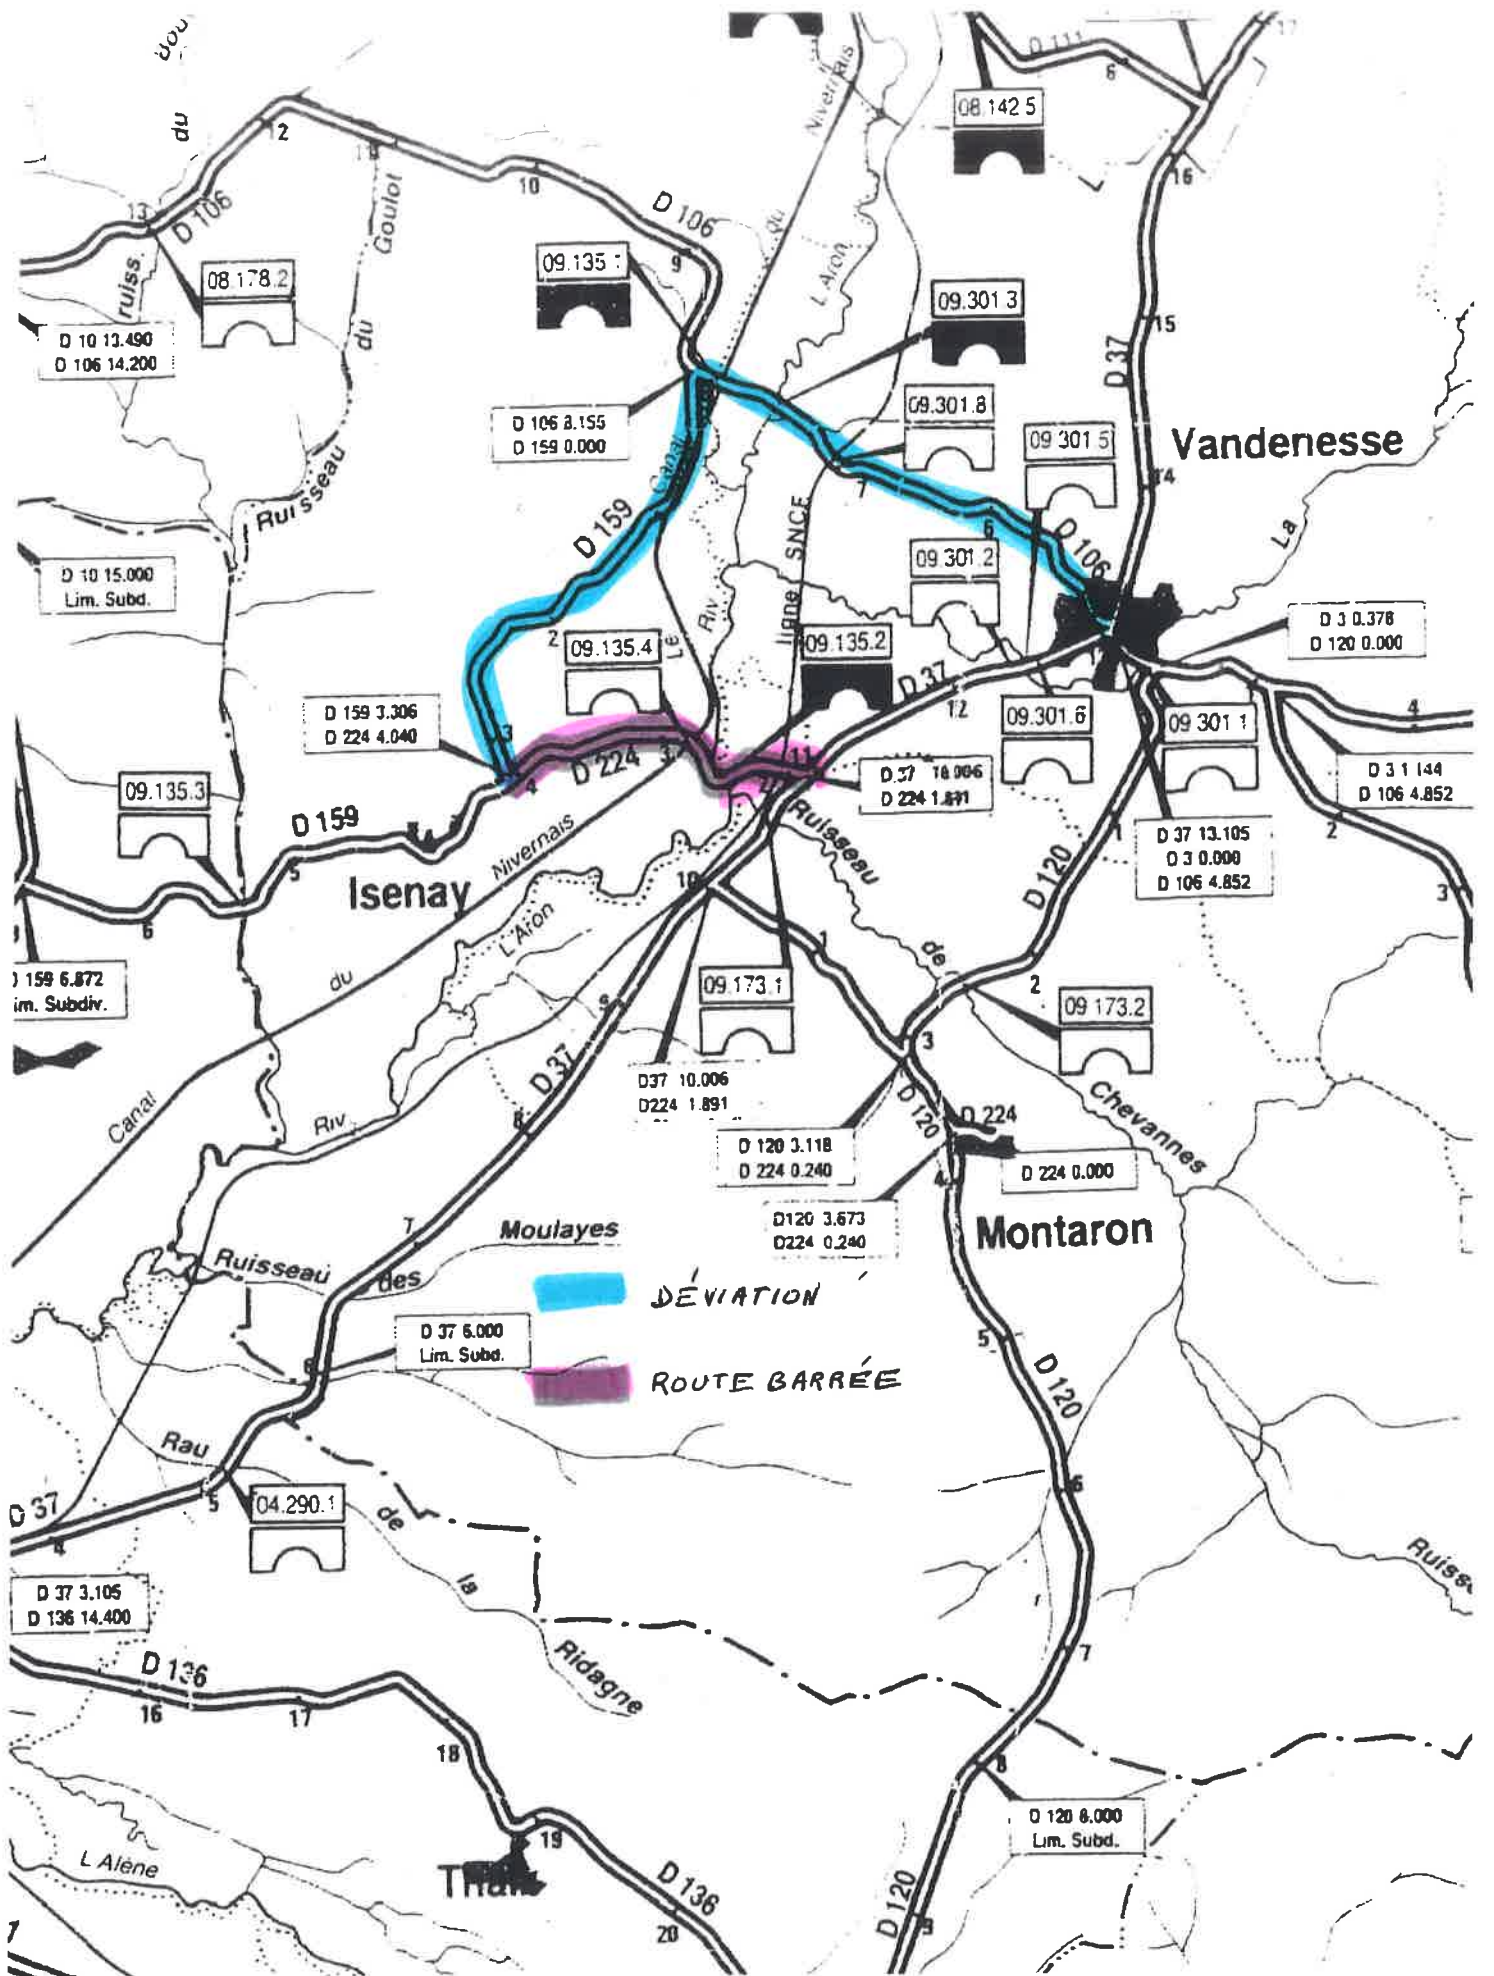 du
12
11
10
D 106
9
D 106
13
ruiss.
Goulot
du
Ruisseau
08.178.2
D 10 13.490
D 106 14.200
D 10 15.000
Lim. Subd.
Nivernais
du
L'Aron
D 111
6
17
16
08.142.5
09.301.3
15
D 37
09.301.8
09.301.5
14
Vandenesse
La
D 106 8.155
D 159 0.000
Canal
D 159
7
6
D 106
09.301.2
ligne SNCF
Riv
2
09.135.4
09.135.2
D 37
12
D 3 0.378
D 120 0.000
D 159 3.306
D 224 4.040
3
D 224
3
11
4
09.301.6
09.301.1
4
D 224 1.891
D 3 1.144
D 106 4.852
09.135.3
D 159
5
6
Isenay
Nivernais
du
Canal
L'Aron
Riv.
10
Ruisseau
de
Chevannes
1
D 120
2
3
D 37 13.105
D 3 0.000
D 106 4.852
D 159 6.872
Lim. Subdiv.
09.173.1
09.173.2
1
2
3
9
D 37
8
D37 10.006
D224 1.891
D 120 3.118
D 224 0.240
D 120
D 224
D 224 0.000
D120 3.673
D224 0.240
4
Montaron
7
Ruisseau
des
Moulayes
DÉVIATION
D 37 6.000
Lim. Subd.
6
ROUTE BARRÉE
5
D 120
Rau
de
la
Ridagne
04.290.1
D 37
5
4
6
D 37 3.105
D 136 14.400
7
D 136
16
17
18
19
8
D 120 8.000
Lim. Subd.
L'Alène
D 136
20
D 120
9